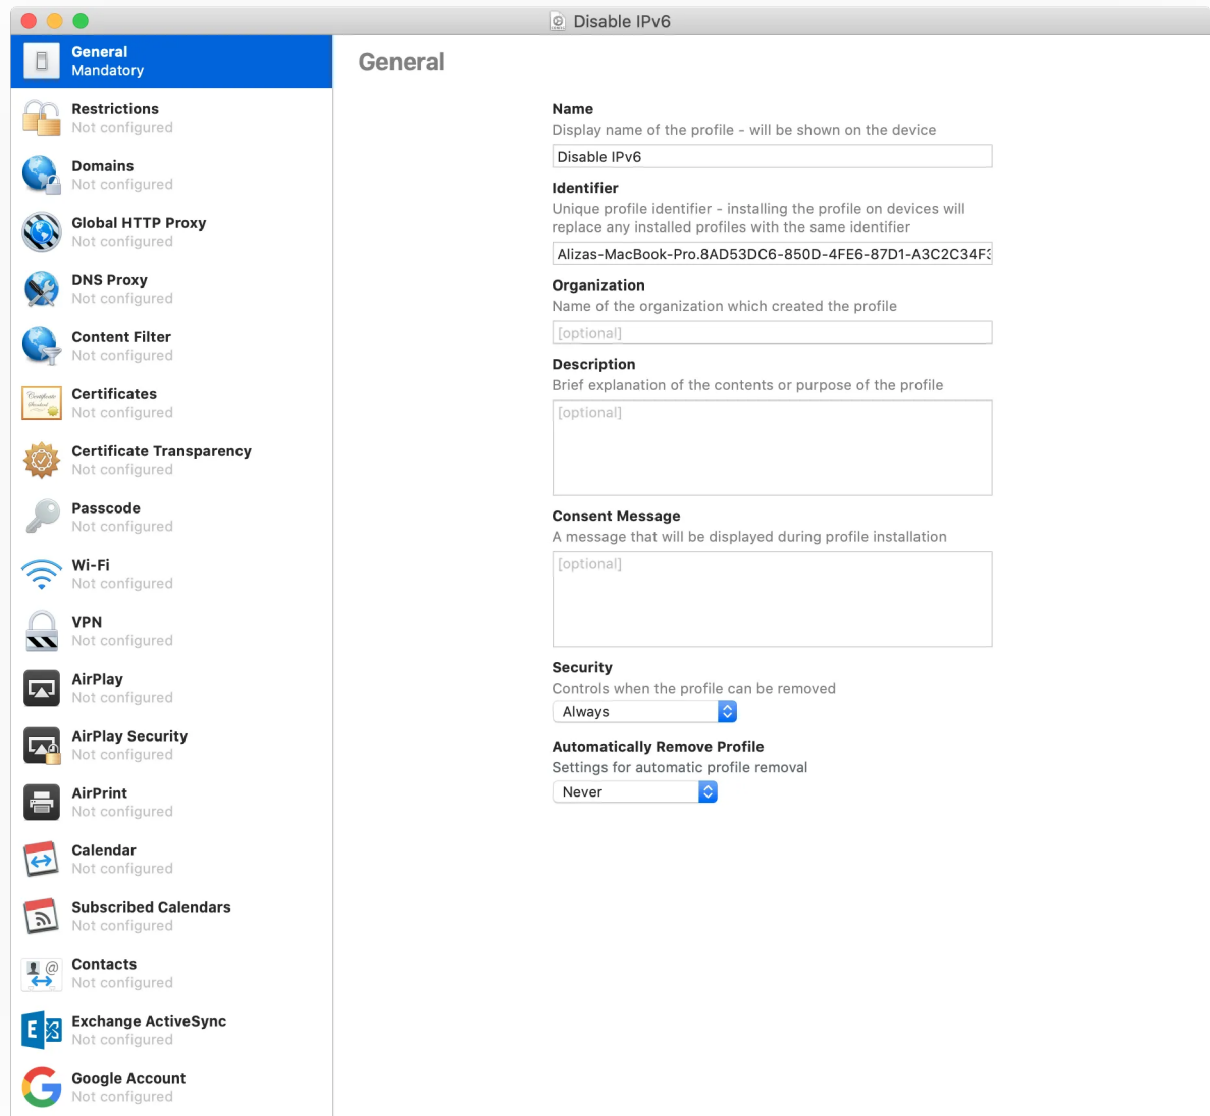 Disable IPv6
General
Mandatory
Restrictions
Not configured
Domains
Not configured
Global HTTP Proxy
Not configured
DNS Proxy
Not configured
Content Filter
Not configured
Certificates
Not configured
Certificate Transparency
Not configured
Passcode
Not configured
Wi-Fi
Not configured
VPN
Not configured
AirPlay
Not configured
AirPlay Security
Not configured
AirPrint
Not configured
Calendar
Not configured
Subscribed Calendars
Not configured
Contacts
Not configured
Exchange ActiveSync
Not configured
Google Account
Not configured
General
Name
Display name of the profile - will be shown on the device
Disable IPv6
Identifier
Unique profile identifier - installing the profile on devices will
replace any installed profiles with the same identifier
Alizas-MacBook-Pro.8AD53DC6-850D-4FE6-87D1-A3C2C34F3
Organization
Name of the organization which created the profile
[optional]
Description
Brief explanation of the contents or purpose of the profile
[optional]
Consent Message
A message that will be displayed during profile installation
[optional]
Security
Controls when the profile can be removed
Always
Automatically Remove Profile
Settings for automatic profile removal
Never